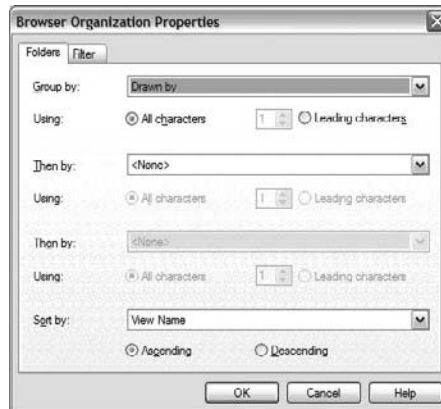 Browser Organization Properties
Folders Filter
Group by: Drawn by
Using: All characters 1 Leading characters
Then by: <None>
Using: All characters 1 Leading characters
Then by: <None>
Using: All characters 1 Leading characters
Sort by: View Name
Ascending Descending
OK Cancel Help